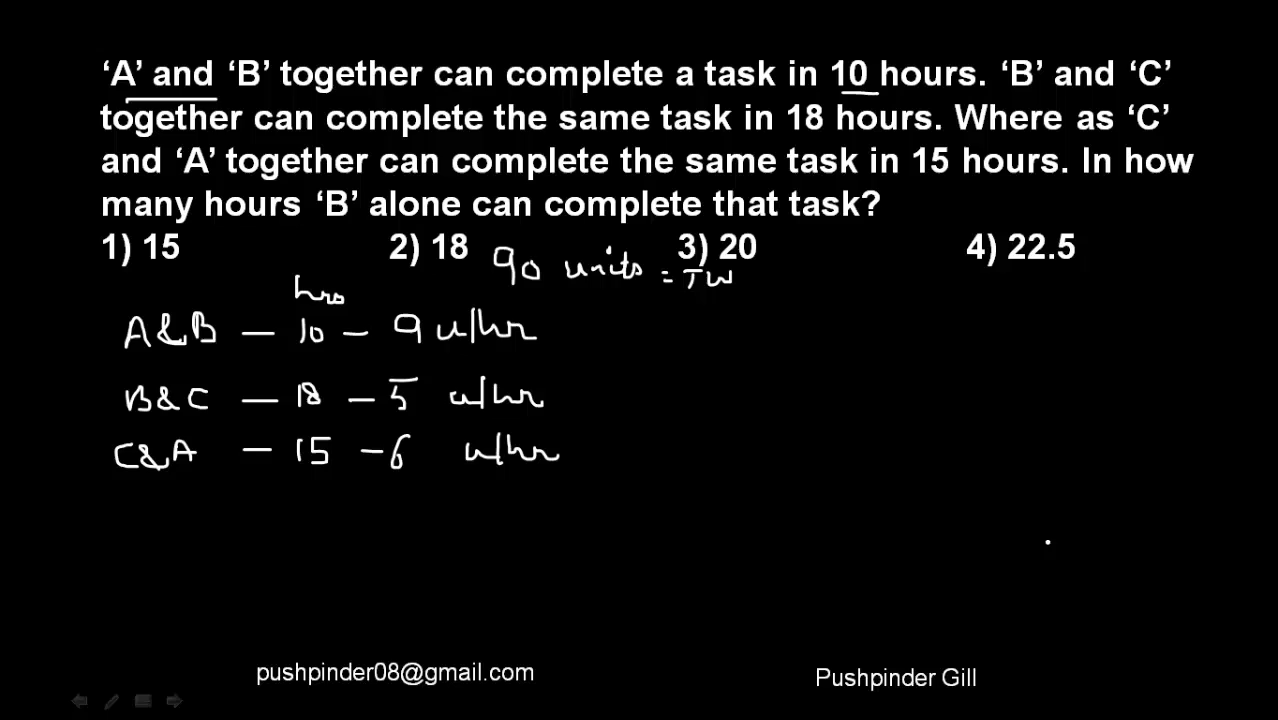 ‘A’ and ‘B’ together can complete a task in 10 hours. ‘B’ and ‘C’
together can complete the same task in 18 hours. Where as ‘C’
and ‘A’ together can complete the same task in 15 hours. In how
many hours ‘B’ alone can complete that task?
1) 15 2) 18 3) 20 4) 22.5
90 units = TW
hrs
A&B — 10 — 9 u/hr
B&C — 18 — 5 u/hr
C&A — 15 — 6 u/hr
pushpinder08@gmail.com Pushpinder Gill